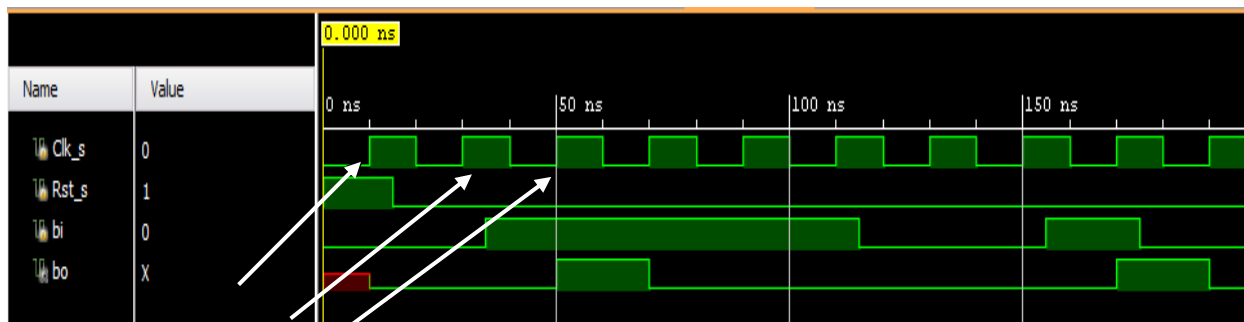 0.000 ns
Name Value
0 ns 50 ns 100 ns 150 ns
Clk_s 0
Rst_s 1
bi 0
bo X